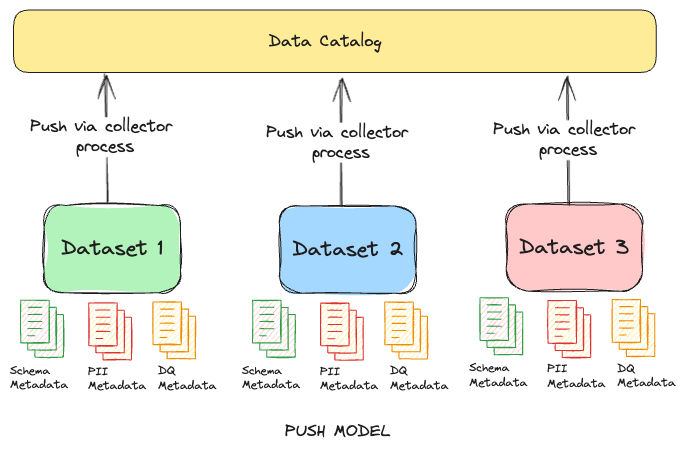 Data Catalog
Push via collector
process
Push via collector
process
Push via collector
process
Dataset 1
Dataset 2
Dataset 3
Schema
Metadata
PII
Metadata
DQ
Metadata
Schema
Metadata
PII
Metadata
DQ
Metadata
Schema
Metadata
PII
Metadata
DQ
Metadata
PUSH MODEL